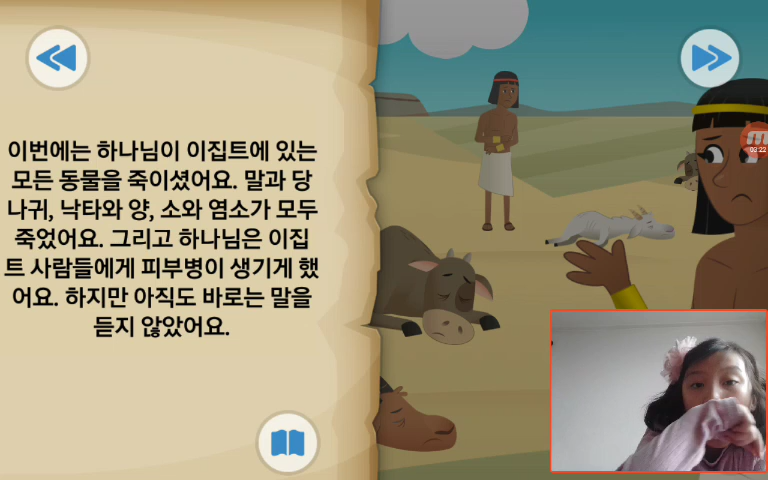 이번에는 하나님이 이집트에 있는
모든 동물을 죽이셨어요. 말과 당
나귀, 낙타와 양, 소와 염소가 모두
죽었어요. 그리고 하나님은 이집
트 사람들에게 피부병이 생기게 했
어요. 하지만 아직도 바로는 말을
듣지 않았어요.
03:22